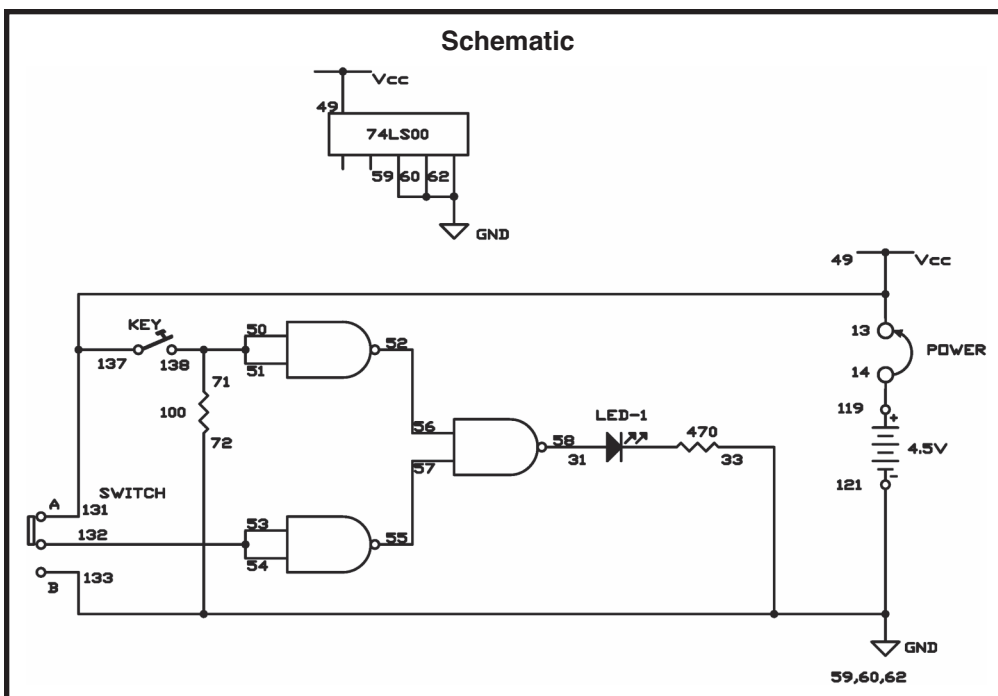 Schematic
Vcc
49
74LS00
59 60 62
GND
49 Vcc
KEY
50
52
13
137 138
51
POWER
71
14
100
56
LED-1
119
+
72
58
470
31
33
4.5V
57
121
-
SWITCH
A
131
53
132
55
54
133
B
GND
59,60,62